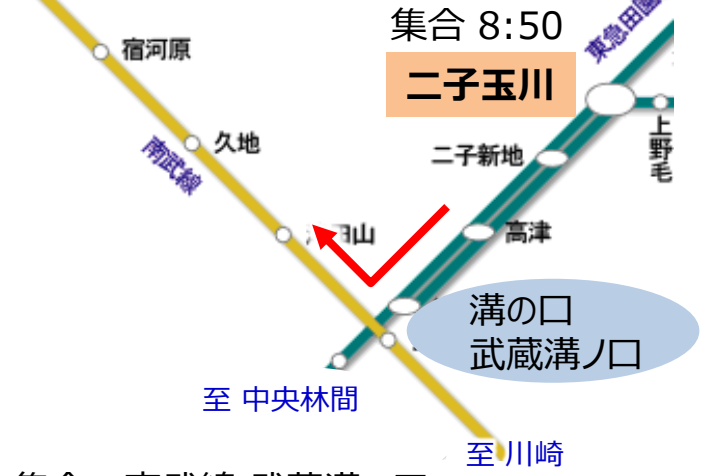 集合 8:50
二子玉川
東急田園
宿河原
久地
南武線
二子新地
上野毛
田山
高津
溝の口
武蔵溝ノ口
至 中央林間
至 川崎